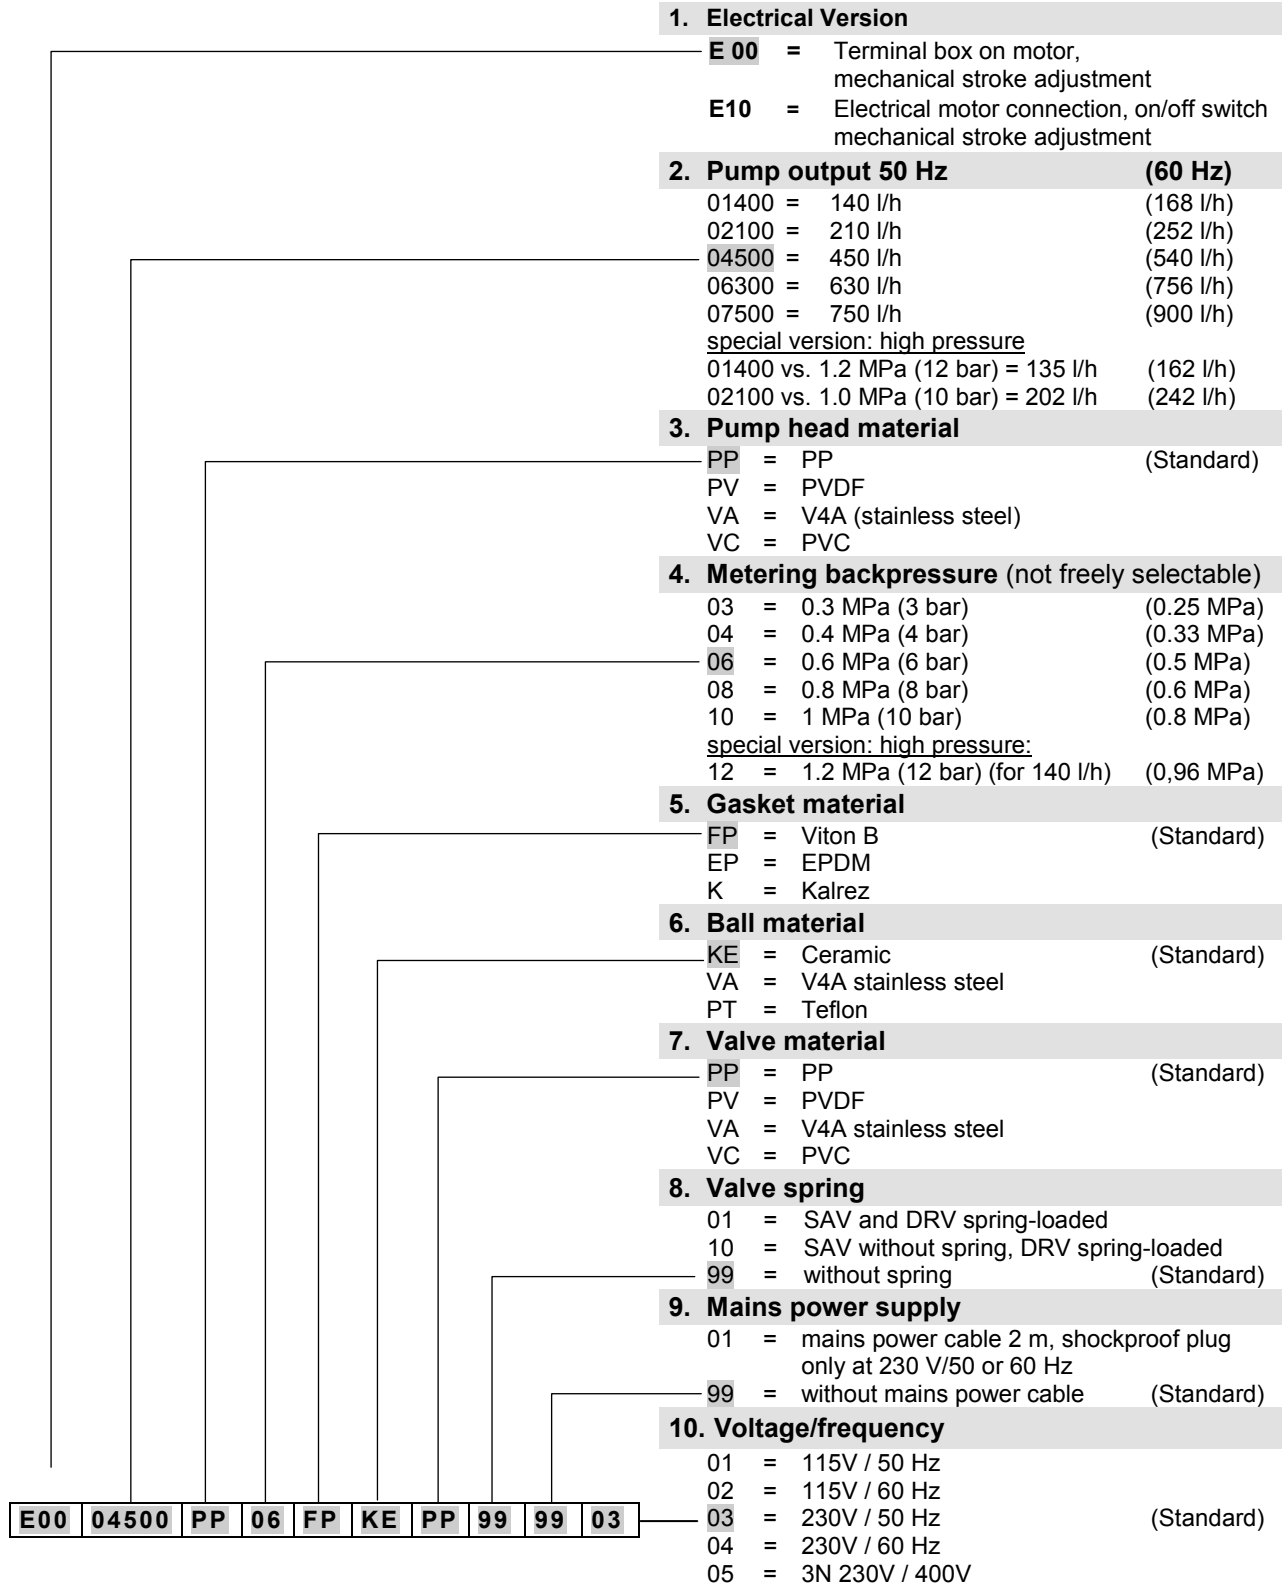 1. Electrical Version
E 00 = Terminal box on motor,
mechanical stroke adjustment
E10 = Electrical motor connection, on/off switch
mechanical stroke adjustment
2. Pump output 50 Hz (60 Hz)
01400 = 140 l/h (168 l/h)
02100 = 210 l/h (252 l/h)
04500 = 450 l/h (540 l/h)
06300 = 630 l/h (756 l/h)
07500 = 750 l/h (900 l/h)
special version: high pressure
01400 vs. 1.2 MPa (12 bar) = 135 l/h (162 l/h)
02100 vs. 1.0 MPa (10 bar) = 202 l/h (242 l/h)
3. Pump head material
PP = PP (Standard)
PV = PVDF
VA = V4A (stainless steel)
VC = PVC
4. Metering backpressure (not freely selectable)
03 = 0.3 MPa (3 bar) (0.25 MPa)
04 = 0.4 MPa (4 bar) (0.33 MPa)
06 = 0.6 MPa (6 bar) (0.5 MPa)
08 = 0.8 MPa (8 bar) (0.6 MPa)
10 = 1 MPa (10 bar) (0.8 MPa)
special version: high pressure:
12 = 1.2 MPa (12 bar) (for 140 l/h) (0,96 MPa)
5. Gasket material
FP = Viton B (Standard)
EP = EPDM
K = Kalrez
6. Ball material
KE = Ceramic (Standard)
VA = V4A stainless steel
PT = Teflon
7. Valve material
PP = PP (Standard)
PV = PVDF
VA = V4A stainless steel
VC = PVC
8. Valve spring
01 = SAV and DRV spring-loaded
10 = SAV without spring, DRV spring-loaded
99 = without spring (Standard)
9. Mains power supply
01 = mains power cable 2 m, shockproof plug
only at 230 V/50 or 60 Hz
99 = without mains power cable (Standard)
10. Voltage/frequency
01 = 115V / 50 Hz
02 = 115V / 60 Hz
03 = 230V / 50 Hz (Standard)
04 = 230V / 60 Hz
05 = 3N 230V / 400V
E00 04500 PP 06 FP KE PP 99 99 03